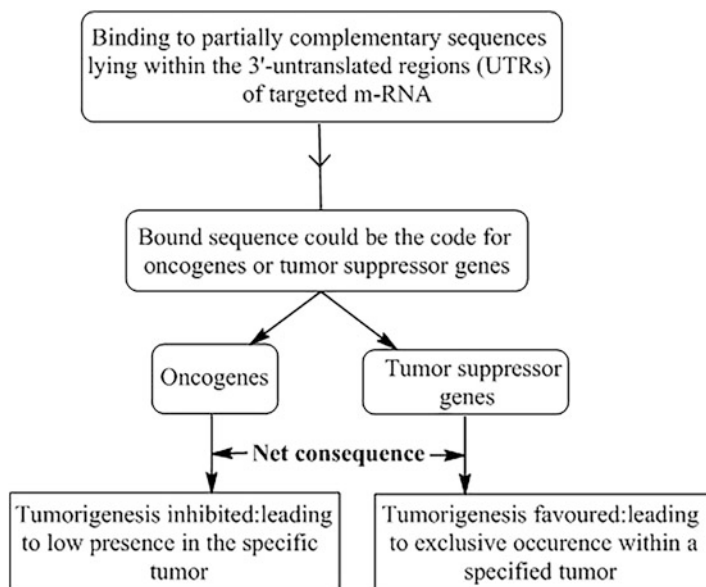 Binding to partially complementary sequences
lying within the 3'-untranslated regions (UTRs)
of targeted m-RNA
Bound sequence could be the code for
oncogenes or tumor suppressor genes
Oncogenes
Tumor suppressor
genes
Net consequence
Tumorigenesis inhibited:leading
to low presence in the specific
tumor
Tumorigenesis favoured:leading
to exclusive occurence within a
specified tumor